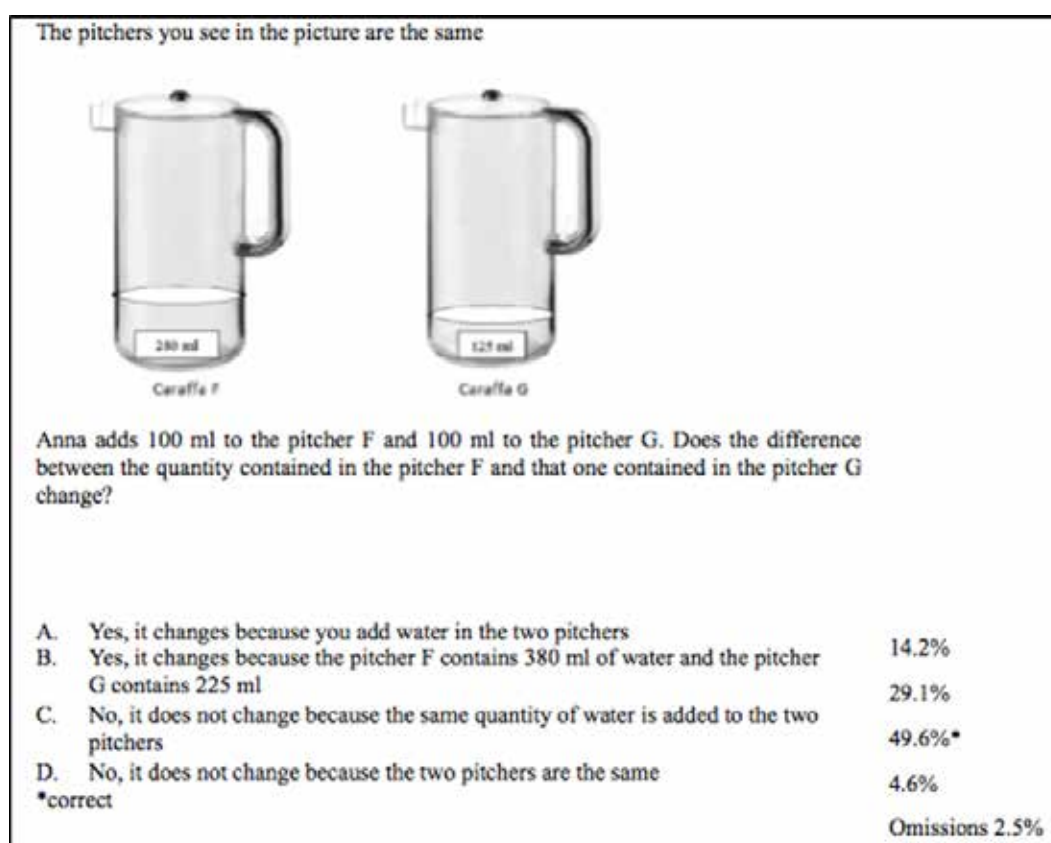 The pitchers you see in the picture are the same
280 ml
125 ml
Caraffa F
Caraffa G
Anna adds 100 ml to the pitcher F and 100 ml to the pitcher G. Does the difference
between the quantity contained in the pitcher F and that one contained in the pitcher G
change?
A. Yes, it changes because you add water in the two pitchers
14.2%
B. Yes, it changes because the pitcher F contains 380 ml of water and the pitcher
G contains 225 ml
29.1%
C. No, it does not change because the same quantity of water is added to the two
pitchers
49.6%*
D. No, it does not change because the two pitchers are the same
4.6%
*correct
Omissions 2.5%